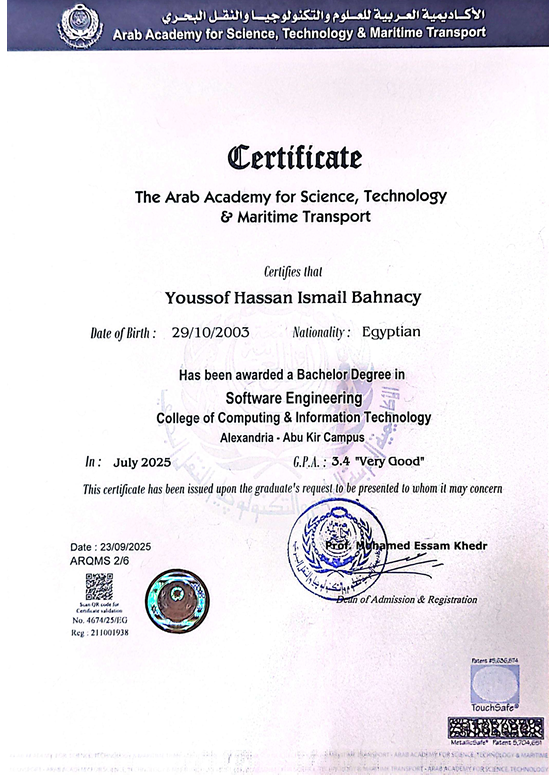 الأكاديمية العربية للعلوم والتكنولوجيا والنقل البحري
Arab Academy for Science, Technology & Maritime Transport
Certificate
The Arab Academy for Science, Technology
& Maritime Transport
Certifies that
Youssof Hassan Ismail Bahnacy
Date of Birth : 29/10/2003 Nationality : Egyptian
Has been awarded a Bachelor Degree in
Software Engineering
College of Computing & Information Technology
Alexandria - Abu Kir Campus
In : July 2025 G.P.A. : 3.4 "Very Good"
This certificate has been issued upon the graduate's request to be presented to whom it may concern
Prof. Mohamed Essam Khedr
Dean of Admission & Registration
Date : 23/09/2025
ARQMS 2/6
Scan QR code for
Certificate validation
No. 4674/25/EG
Reg : 211001938
TouchSafe®
MetallicSafe® Patent 5,704,651